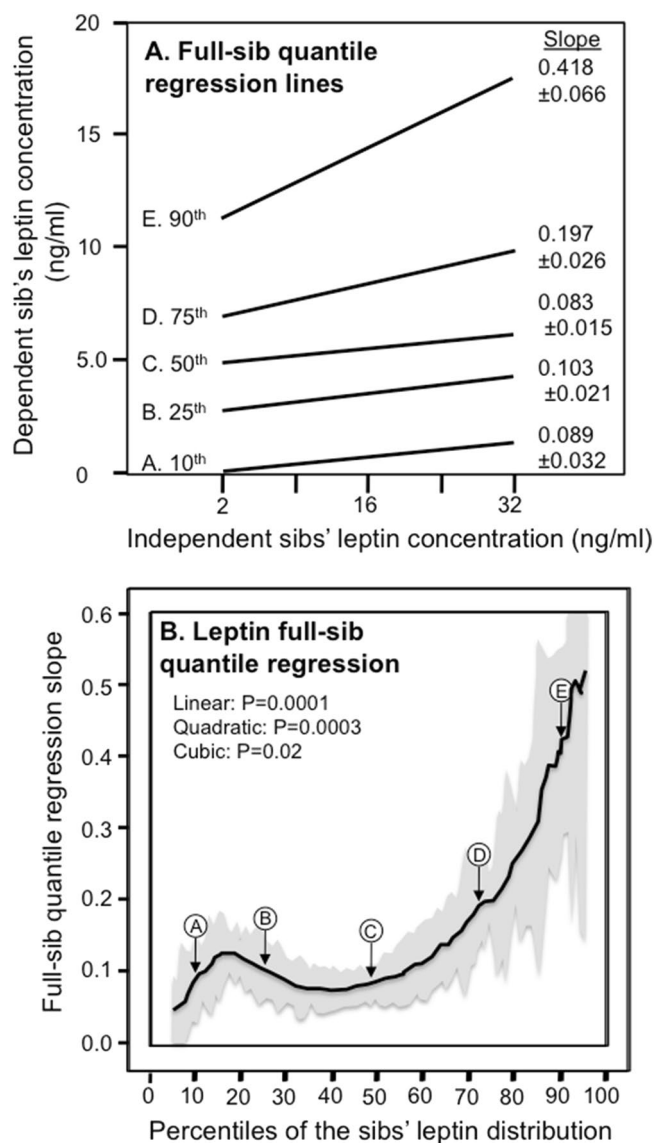 A. Full-sib quantile
regression lines
Dependent sib's leptin concentration
(ng/ml)
20
15
10
5.0
0
Slope
0.418
±0.066
0.197
±0.026
0.083
±0.015
0.103
±0.021
0.089
±0.032
E. 90th
D. 75th
C. 50th
B. 25th
A. 10th
2 16 32
Independent sibs' leptin concentration (ng/ml)
B. Leptin full-sib
quantile regression
Linear: P=0.0001
Quadratic: P=0.0003
Cubic: P=0.02
Full-sib quantile regression slope
0.6
0.5
0.4
0.3
0.2
0.1
0.0
A
B
C
D
E
0 10 20 30 40 50 60 70 80 90 100
Percentiles of the sibs' leptin distribution